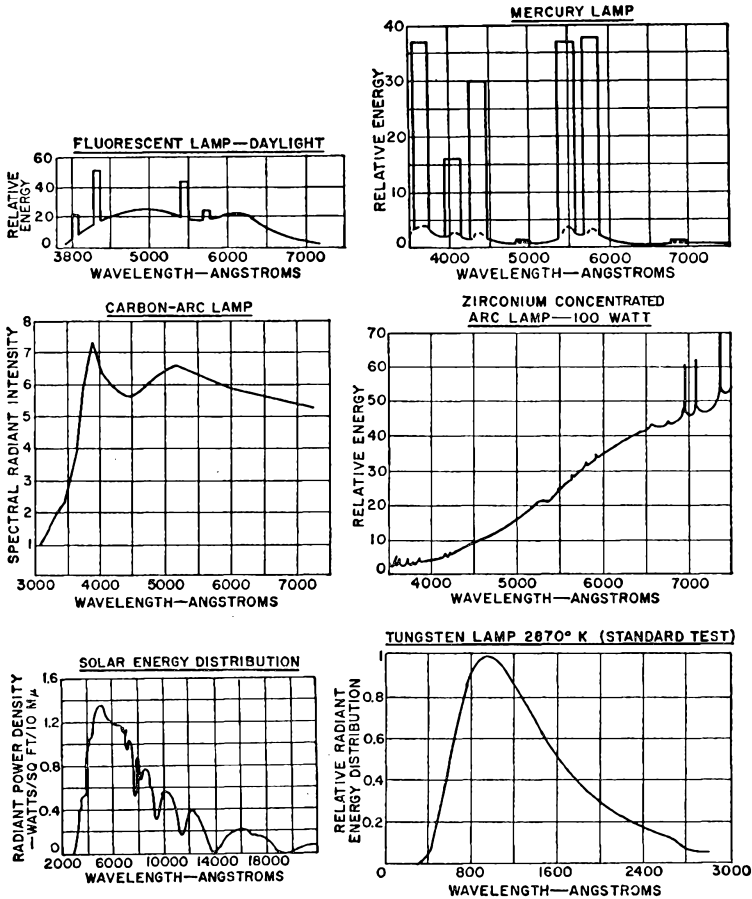 MERCURY LAMP
40
30
20
10
0
RELATIVE ENERGY
4000 5000 6000 7000
WAVELENGTH—ANGSTROMS
FLUORESCENT LAMP—DAYLIGHT
60
40
20
0
RELATIVE
ENERGY
3800 5000 6000 7000
WAVELENGTH—ANGSTROMS
CARBON-ARC LAMP
8
7
6
5
4
3
2
1
SPECTRAL RADIANT INTENSITY
3000 4000 5000 6000 7000
WAVELENGTH—ANGSTROMS
ZIRCONIUM CONCENTRATED
ARC LAMP—100 WATT
70
60
50
40
30
20
10
0
RELATIVE ENERGY
4000 5000 6000 7000
WAVELENGTH—ANGSTROMS
SOLAR ENERGY DISTRIBUTION
1.6
1.2
0.8
0.4
0
RADIANT POWER DENSITY
—WATTS/SQ FT/10 Mμ
2000 6000 10000 14000 18000
WAVELENGTH—ANGSTROMS
TUNGSTEN LAMP 2870° K (STANDARD TEST)
1
0.8
0.6
0.4
0.2
RELATIVE RADIANT
ENERGY DISTRIBUTION
0 800 1600 2400 3000
WAVELENGTH—ANGSTROMS